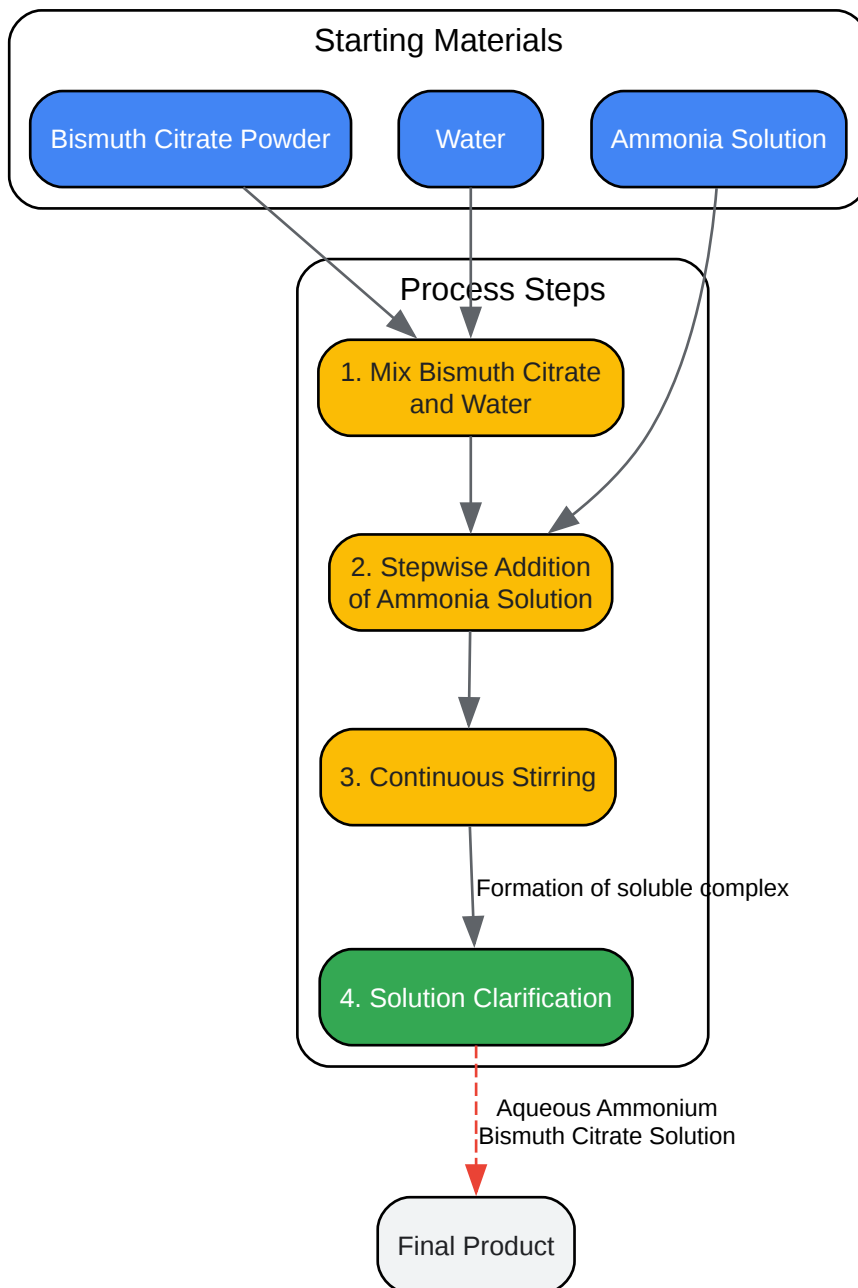 Starting Materials
Bismuth Citrate Powder
Water
Ammonia Solution
Process Steps
1. Mix Bismuth Citrate
and Water
2. Stepwise Addition
of Ammonia Solution
3. Continuous Stirring
Formation of soluble complex
4. Solution Clarification
Aqueous Ammonium
Bismuth Citrate Solution
Final Product